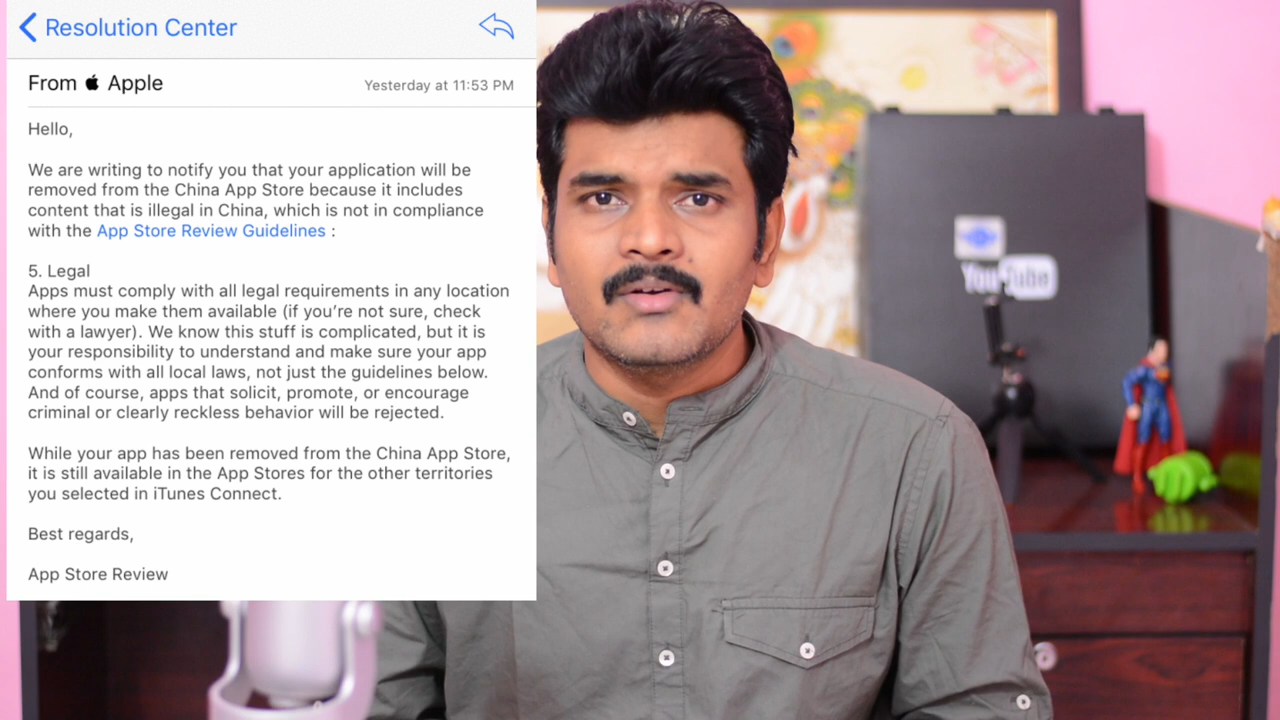 Resolution Center
From Apple
Yesterday at 11:53 PM
Hello,
We are writing to notify you that your application will be
removed from the China App Store because it includes
content that is illegal in China, which is not in compliance
with the App Store Review Guidelines :
5. Legal
Apps must comply with all legal requirements in any location
where you make them available (if you’re not sure, check
with a lawyer). We know this stuff is complicated, but it is
your responsibility to understand and make sure your app
conforms with all local laws, not just the guidelines below.
And of course, apps that solicit, promote, or encourage
criminal or clearly reckless behavior will be rejected.
While your app has been removed from the China App Store,
it is still available in the App Stores for the other territories
you selected in iTunes Connect.
Best regards,
App Store Review
YouTube